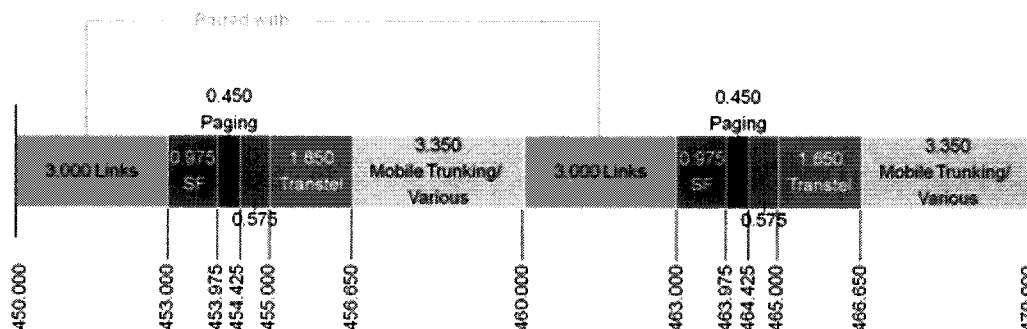 Paired with
0.450
Paging
0.450
Paging
3.000 Links
0.975
SF
1.650
Transtel
3.350
Mobile Trunking/
Various
3.000 Links
0.975
SF
1.650
Transtel
3.350
Mobile Trunking/
Various
0.575
0.575
450.000
453.000
453.975
454.425
455.000
456.650
460.000
463.000
463.975
464.425
465.000
466.650